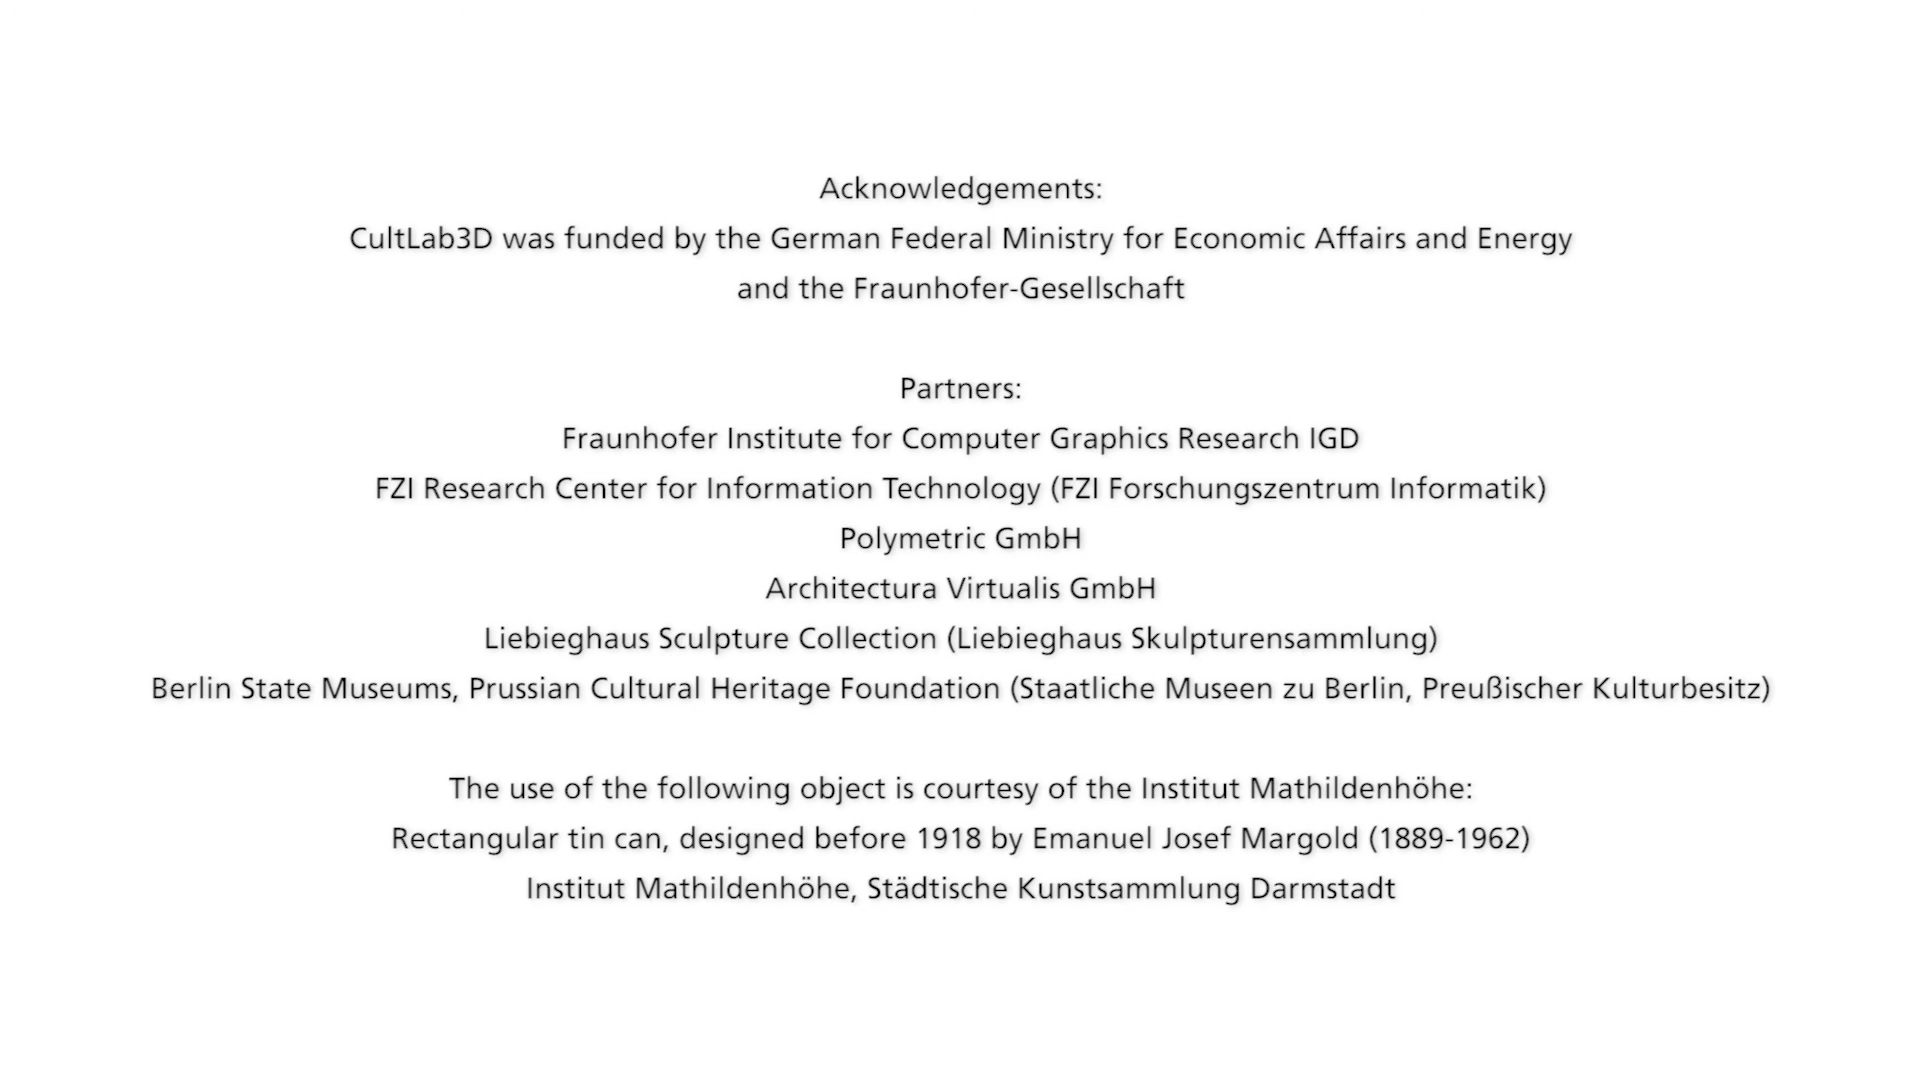 Acknowledgements:
CultLab3D was funded by the German Federal Ministry for Economic Affairs and Energy
and the Fraunhofer-Gesellschaft
Partners:
Fraunhofer Institute for Computer Graphics Research IGD
FZI Research Center for Information Technology (FZI Forschungszentrum Informatik)
Polymetric GmbH
Architectura Virtualis GmbH
Liebieghaus Sculpture Collection (Liebieghaus Skulpturensammlung)
Berlin State Museums, Prussian Cultural Heritage Foundation (Staatliche Museen zu Berlin, Preußischer Kulturbesitz)
The use of the following object is courtesy of the Institut Mathildenhöhe:
Rectangular tin can, designed before 1918 by Emanuel Josef Margold (1889-1962)
Institut Mathildenhöhe, Städtische Kunstsammlung Darmstadt